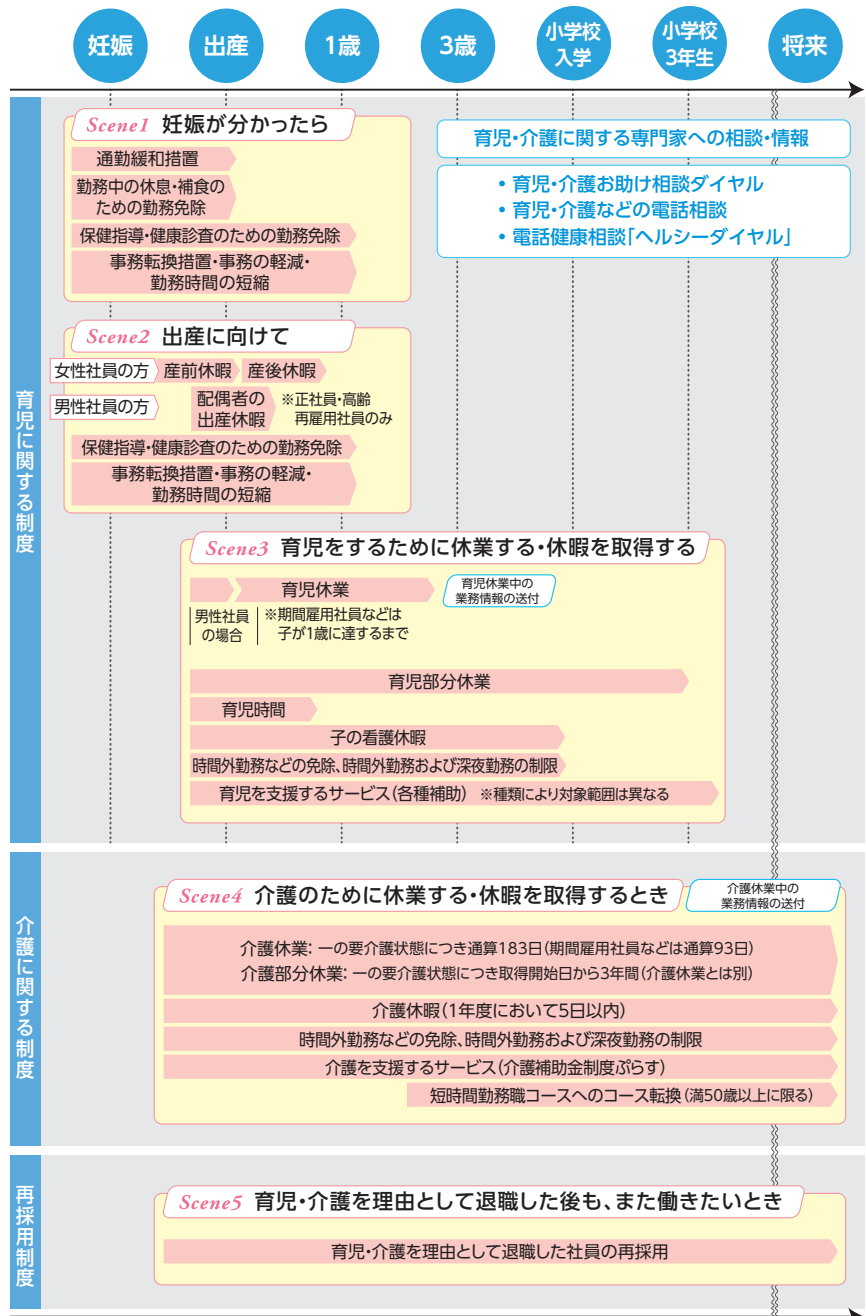 妊娠
出産
1歳
3歳
小学校
入学
小学校
3年生
将来
育児に関する制度
Scene1 妊娠が分かったら
通勤緩和措置
勤務中の休息・補食の
ための勤務免除
保健指導・健康診査のための勤務免除
事務転換措置・事務の軽減・
勤務時間の短縮
育児・介護に関する専門家への相談・情報
• 育児・介護お助け相談ダイヤル
• 育児・介護などの電話相談
• 電話健康相談「ヘルシーダイヤル」
Scene2 出産に向けて
女性社員の方 産前休暇 産後休暇
男性社員の方
配偶者の
出産休暇
※正社員・高齢
再雇用社員のみ
保健指導・健康診査のための勤務免除
事務転換措置・事務の軽減・
勤務時間の短縮
Scene3 育児をするために休業する・休暇を取得する
育児休業
育児休業中の
業務情報の送付
男性社員
の場合
※期間雇用社員などは
子が1歳に達するまで
育児部分休業
育児時間
子の看護休暇
時間外勤務などの免除、時間外勤務および深夜勤務の制限
育児を支援するサービス(各種補助) ※種類により対象範囲は異なる
介護に関する制度
Scene4 介護のために休業する・休暇を取得するとき
介護休業中の
業務情報の送付
介護休業: 一の要介護状態につき通算183日(期間雇用社員などは通算93日)
介護部分休業: 一の要介護状態につき取得開始日から3年間(介護休業とは別)
介護休暇(1年度において5日以内)
時間外勤務などの免除、時間外勤務および深夜勤務の制限
介護を支援するサービス(介護補助金制度ぷらす)
短時間勤務職コースへのコース転換(満50歳以上に限る)
再採用制度
Scene5 育児・介護を理由として退職した後も、また働きたいとき
育児・介護を理由として退職した社員の再採用